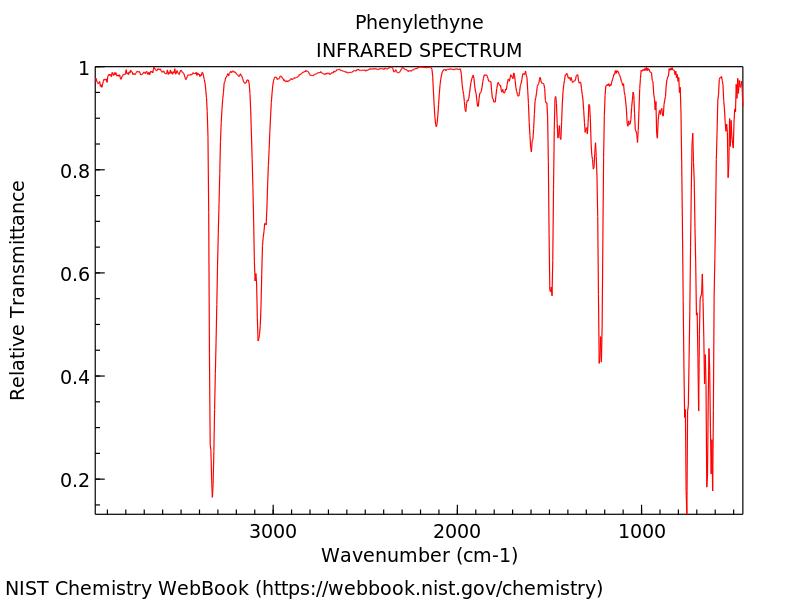 Phenylethyne
INFRARED SPECTRUM
1
0.8
0.6
0.4
0.2
Relative Transmittance
3000 2000 1000
Wavenumber (cm-1)
NIST Chemistry WebBook (https://webbook.nist.gov/chemistry)